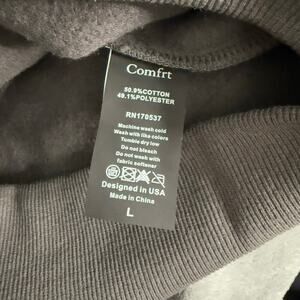 Comfrt
50.9%COTTON
49.1%POLYESTER
RN170537
Machine wash cold
Wash with like colors
Tumble dry low
Do not bleach
Do not wash with
fabric softener
Designed in USA
Made in China
L